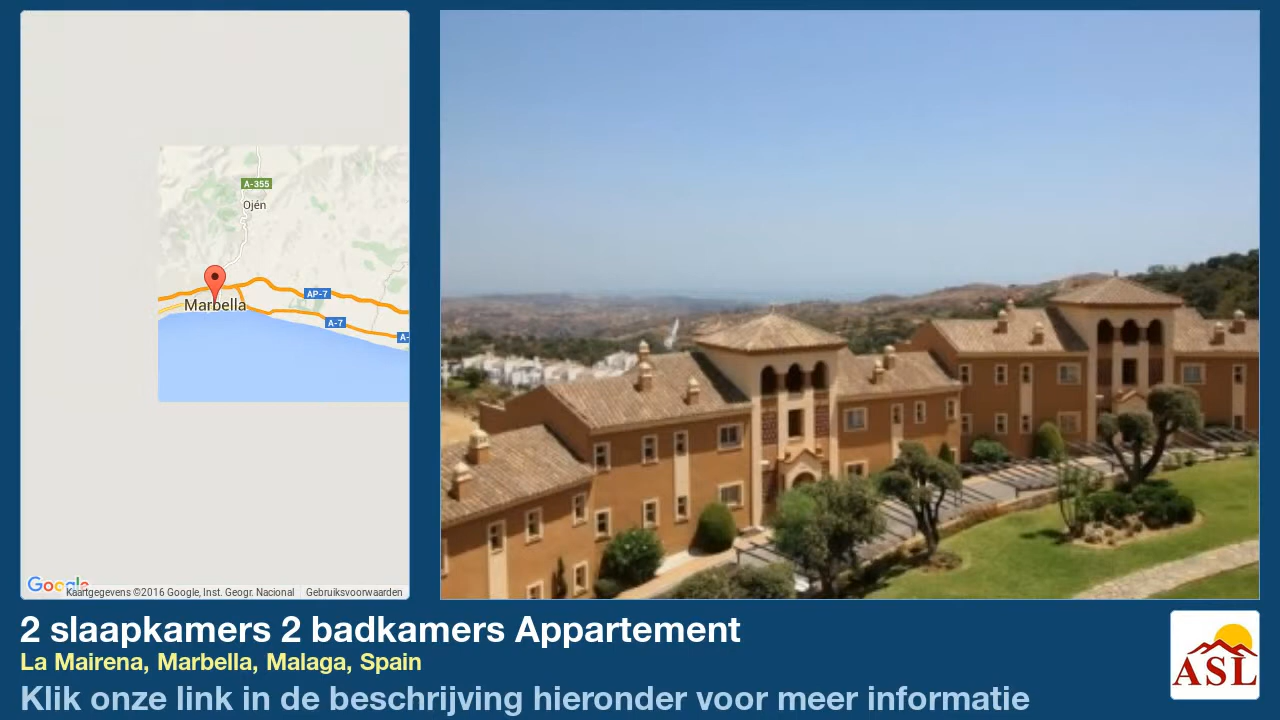 A-355
Ojén
AP-7
Marbella
A-7
A-
Google
Kaartgegevens ©2016 Google, Inst. Geogr. Nacional
Gebruiksvoorwaarden
2 slaapkamers 2 badkamers Appartement
La Mairena, Marbella, Malaga, Spain
Klik onze link in de beschrijving hieronder voor meer informatie
ASL